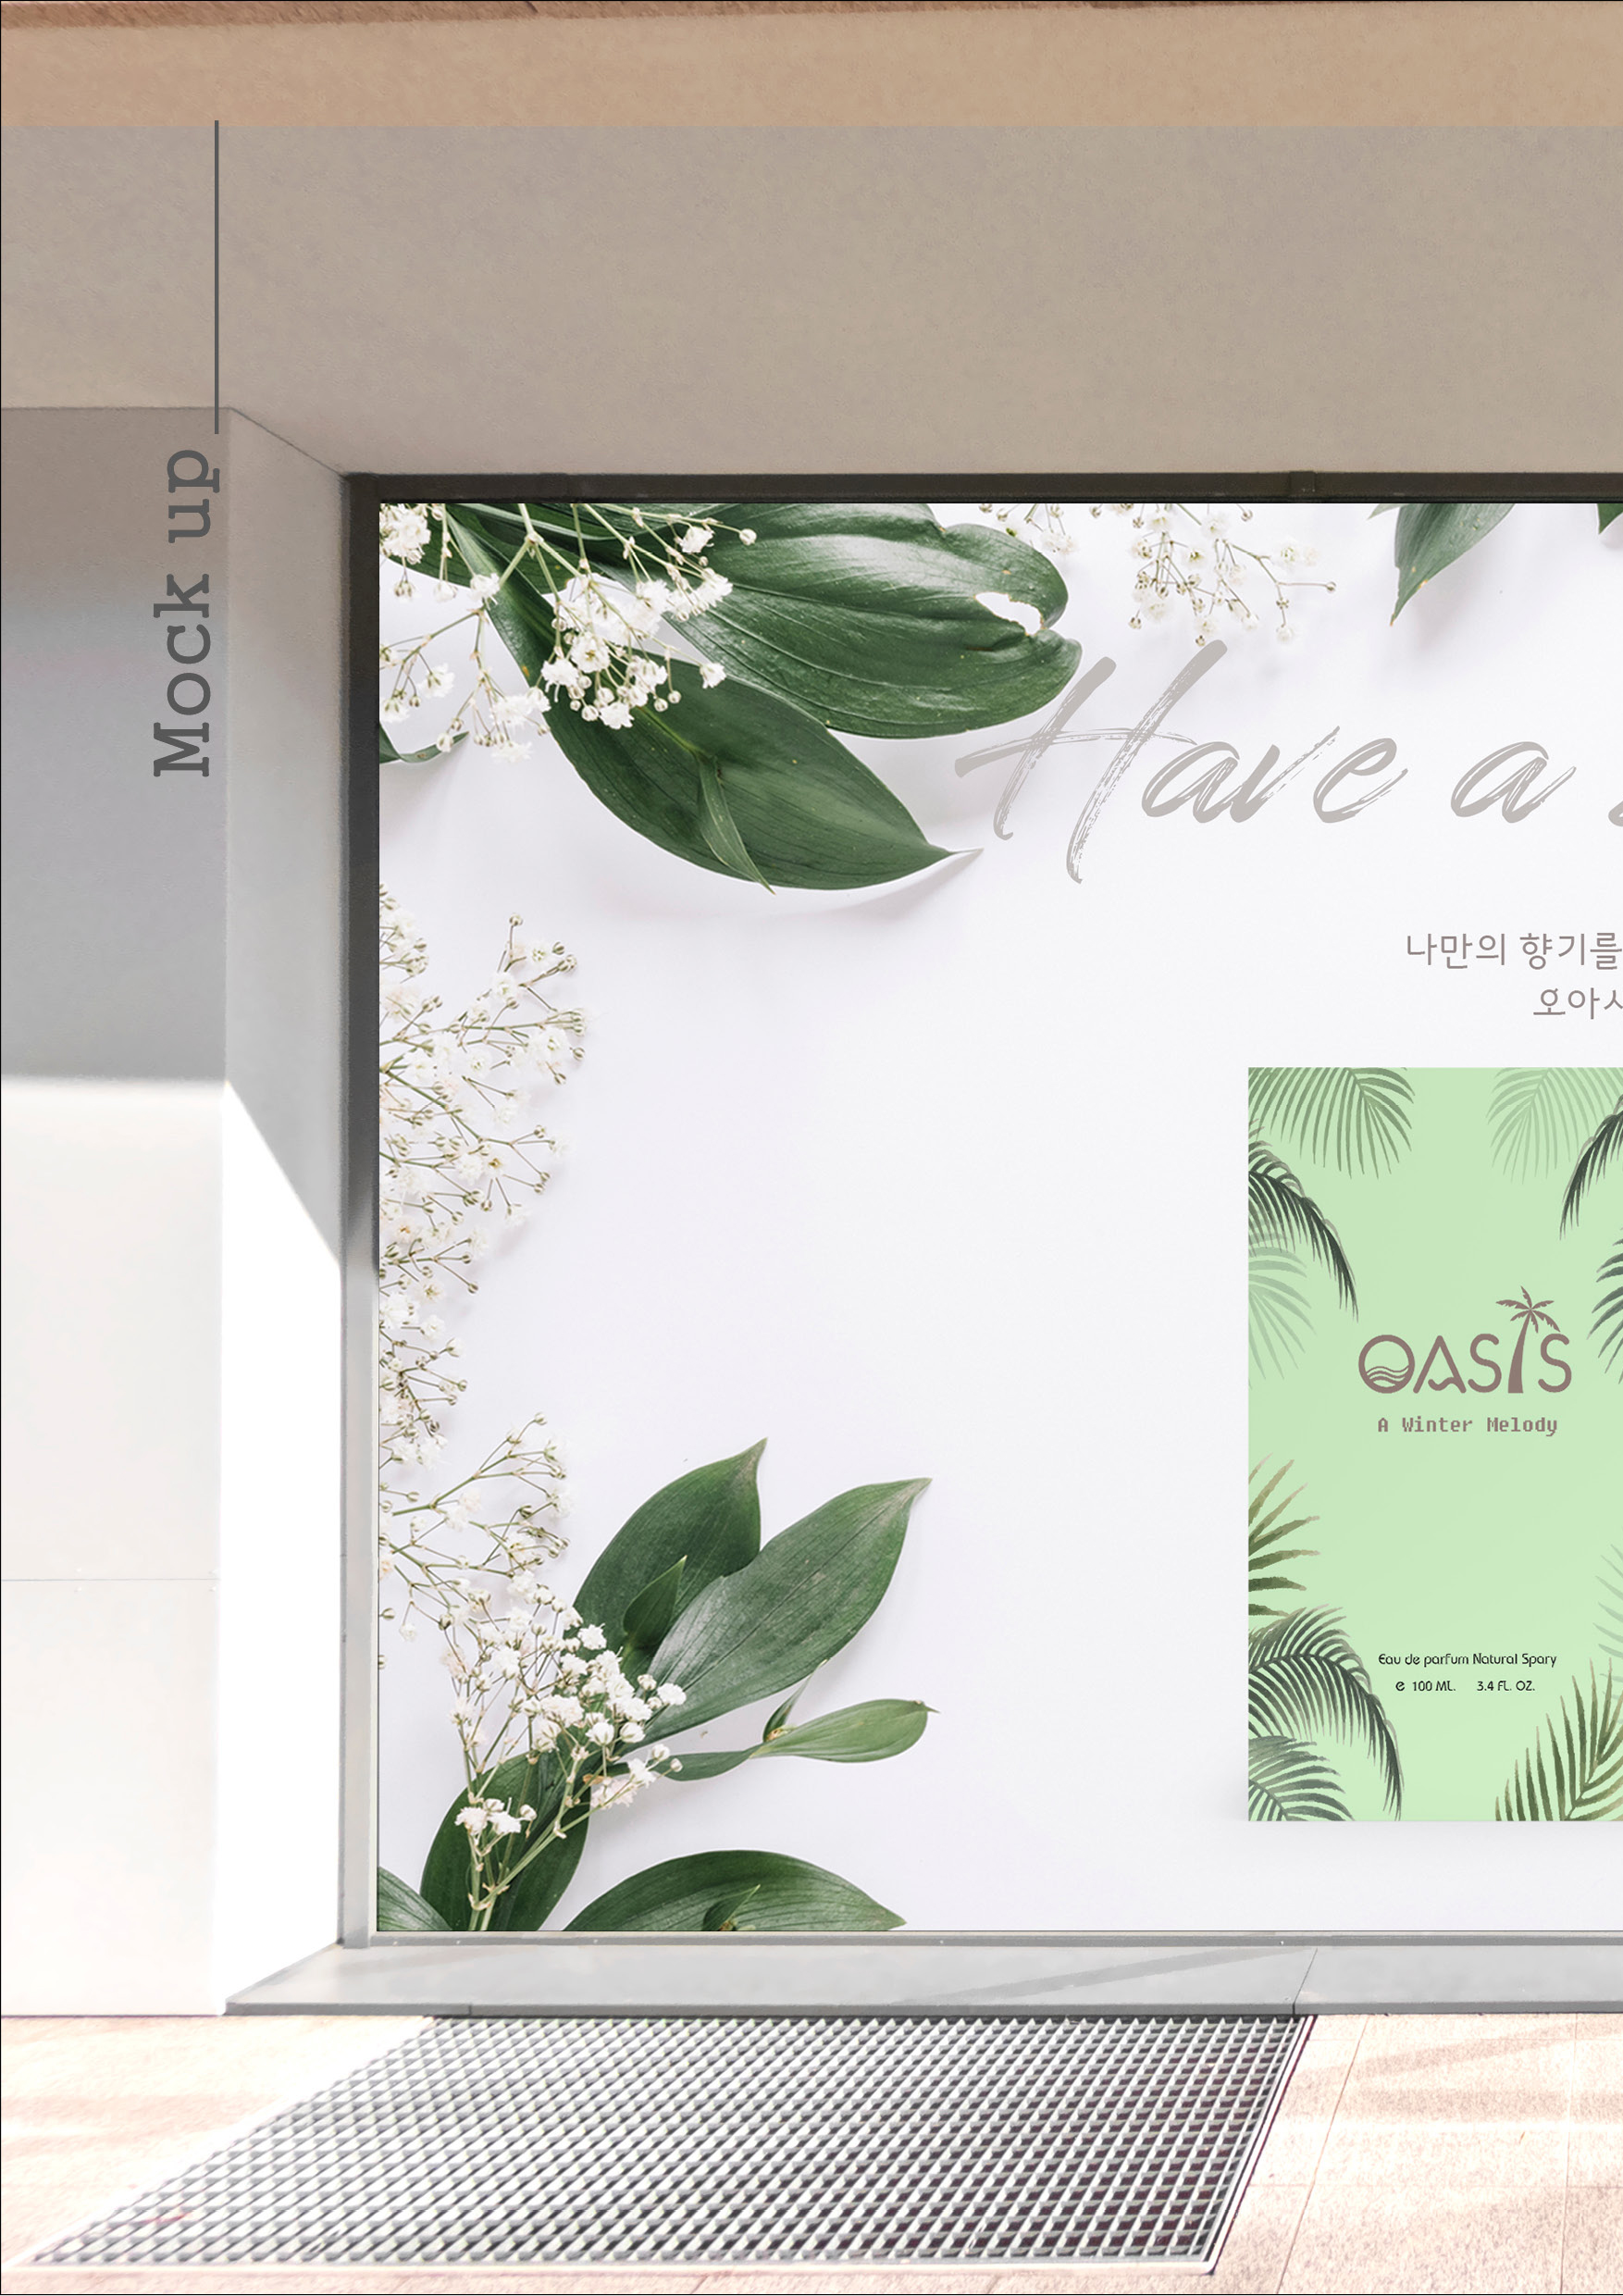 Mock up
Have a
나만의 향기를
오아시
OASIS
A Winter Melody
Eau de parfum Natural Spary
℮ 100 ML. 3.4 FL. OZ.